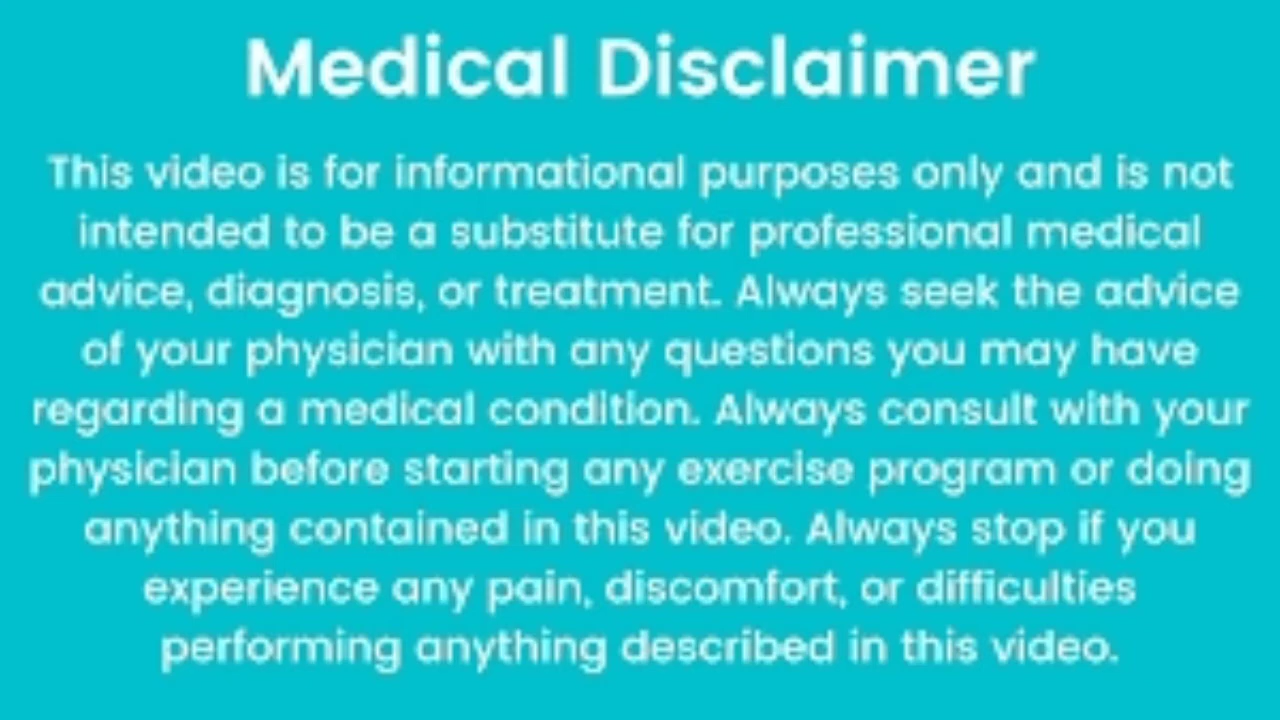 Medical Disclaimer
This video is for informational purposes only and is not
intended to be a substitute for professional medical
advice, diagnosis, or treatment. Always seek the advice
of your physician with any questions you may have
regarding a medical condition. Always consult with your
physician before starting any exercise program or doing
anything contained in this video. Always stop if you
experience any pain, discomfort, or difficulties
performing anything described in this video.